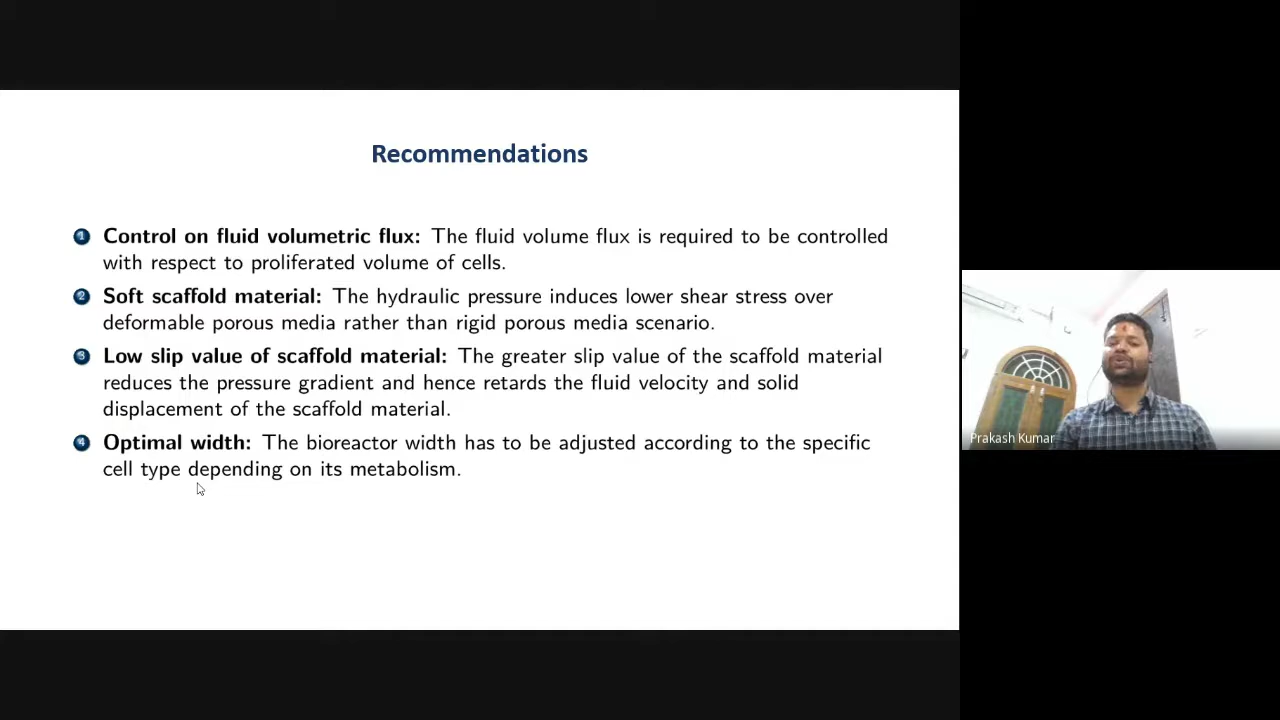 Recommendations
1 Control on fluid volumetric flux: The fluid volume flux is required to be controlled
with respect to proliferated volume of cells.
2 Soft scaffold material: The hydraulic pressure induces lower shear stress over
deformable porous media rather than rigid porous media scenario.
3 Low slip value of scaffold material: The greater slip value of the scaffold material
reduces the pressure gradient and hence retards the fluid velocity and solid
displacement of the scaffold material.
4 Optimal width: The bioreactor width has to be adjusted according to the specific
cell type depending on its metabolism.
Prakash Kumar